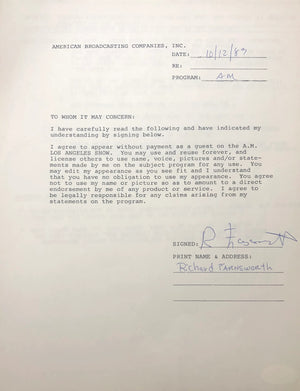 AMERICAN BROADCASTING COMPANIES, INC.
DATE: 10/12/89
RE:
PROGRAM: A.M
TO WHOM IT MAY CONCERN:
I have carefully read the following and have indicated my
understanding by signing below.
I agree to appear without payment as a guest on the A.M.
LOS ANGELES SHOW. You may use and reuse forever, and
license others to use name, voice, pictures and/or state-
ments made by me on the subject program for any use. You
may edit my appearance as you see fit and I understand
that you have no obligation to use my appearance. You agree
not to use my name or picture so as to amount to a direct
endorsement by me of any product or service. I agree to
be legally responsible for any claims arising from my
statements on the program.
SIGNED:
PRINT NAME & ADDRESS:
Richard FARNSWORTH